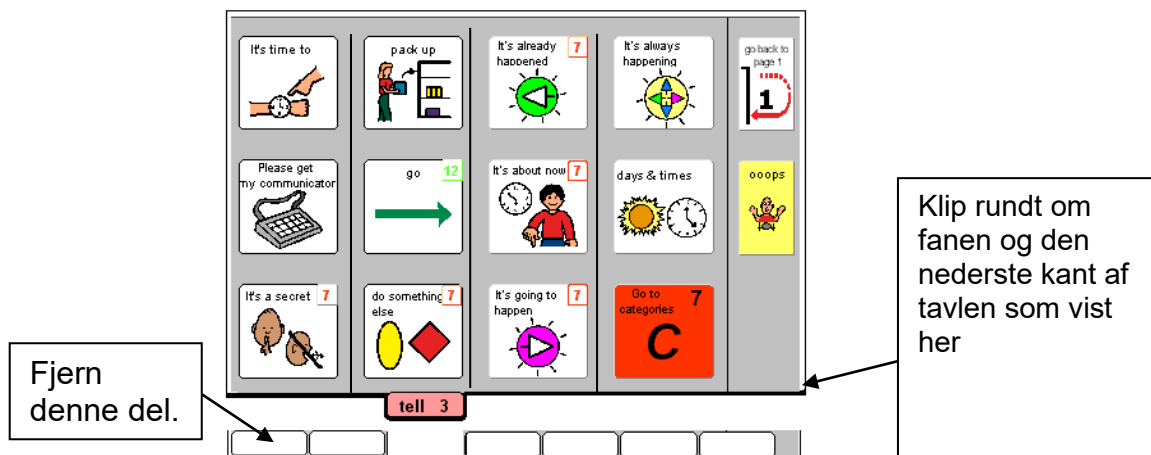 It's time to
pack up
It's already 7
happened
It's always
happening
go back to
page 1
1
Please get
my communicator
go 12
It's about now 7
days & times
ooops
It's a secret 7
do something 7
else
It's going to 7
happen
Go to 7
categories
C
tell 3
Fjern
denne del.
Klip rundt om
fanen og den
nederste kant af
tavlen som vist
her